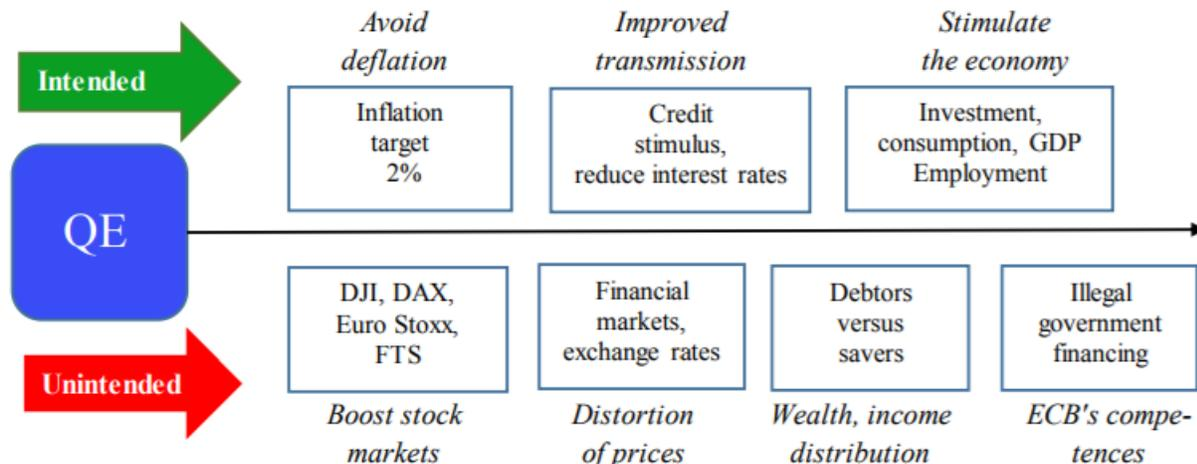 Avoid
deflation
Improved
transmission
Stimulate
the economy
Intended
Inflation
target
2%
Credit
stimulus,
reduce interest rates
Investment,
consumption, GDP
Employment
QE
DJI, DAX,
Euro Stoxx,
FTS
Financial
markets,
exchange rates
Debtors
versus
savers
Illegal
government
financing
Unintended
Boost stock
markets
Distortion
of prices
Wealth, income
distribution
ECB's compe-
tences